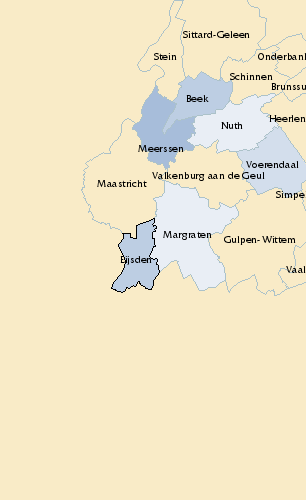 Sittard-Geleen
Stein
Onderban
Schinnen
Brunssu
Beek
Heerlen
Nuth
Meerssen
Voerendaal
Valkenburg aan de Geul
Maastricht
Simpe
Margraten
Gulpen- Wittem
Eijsden
Vaal